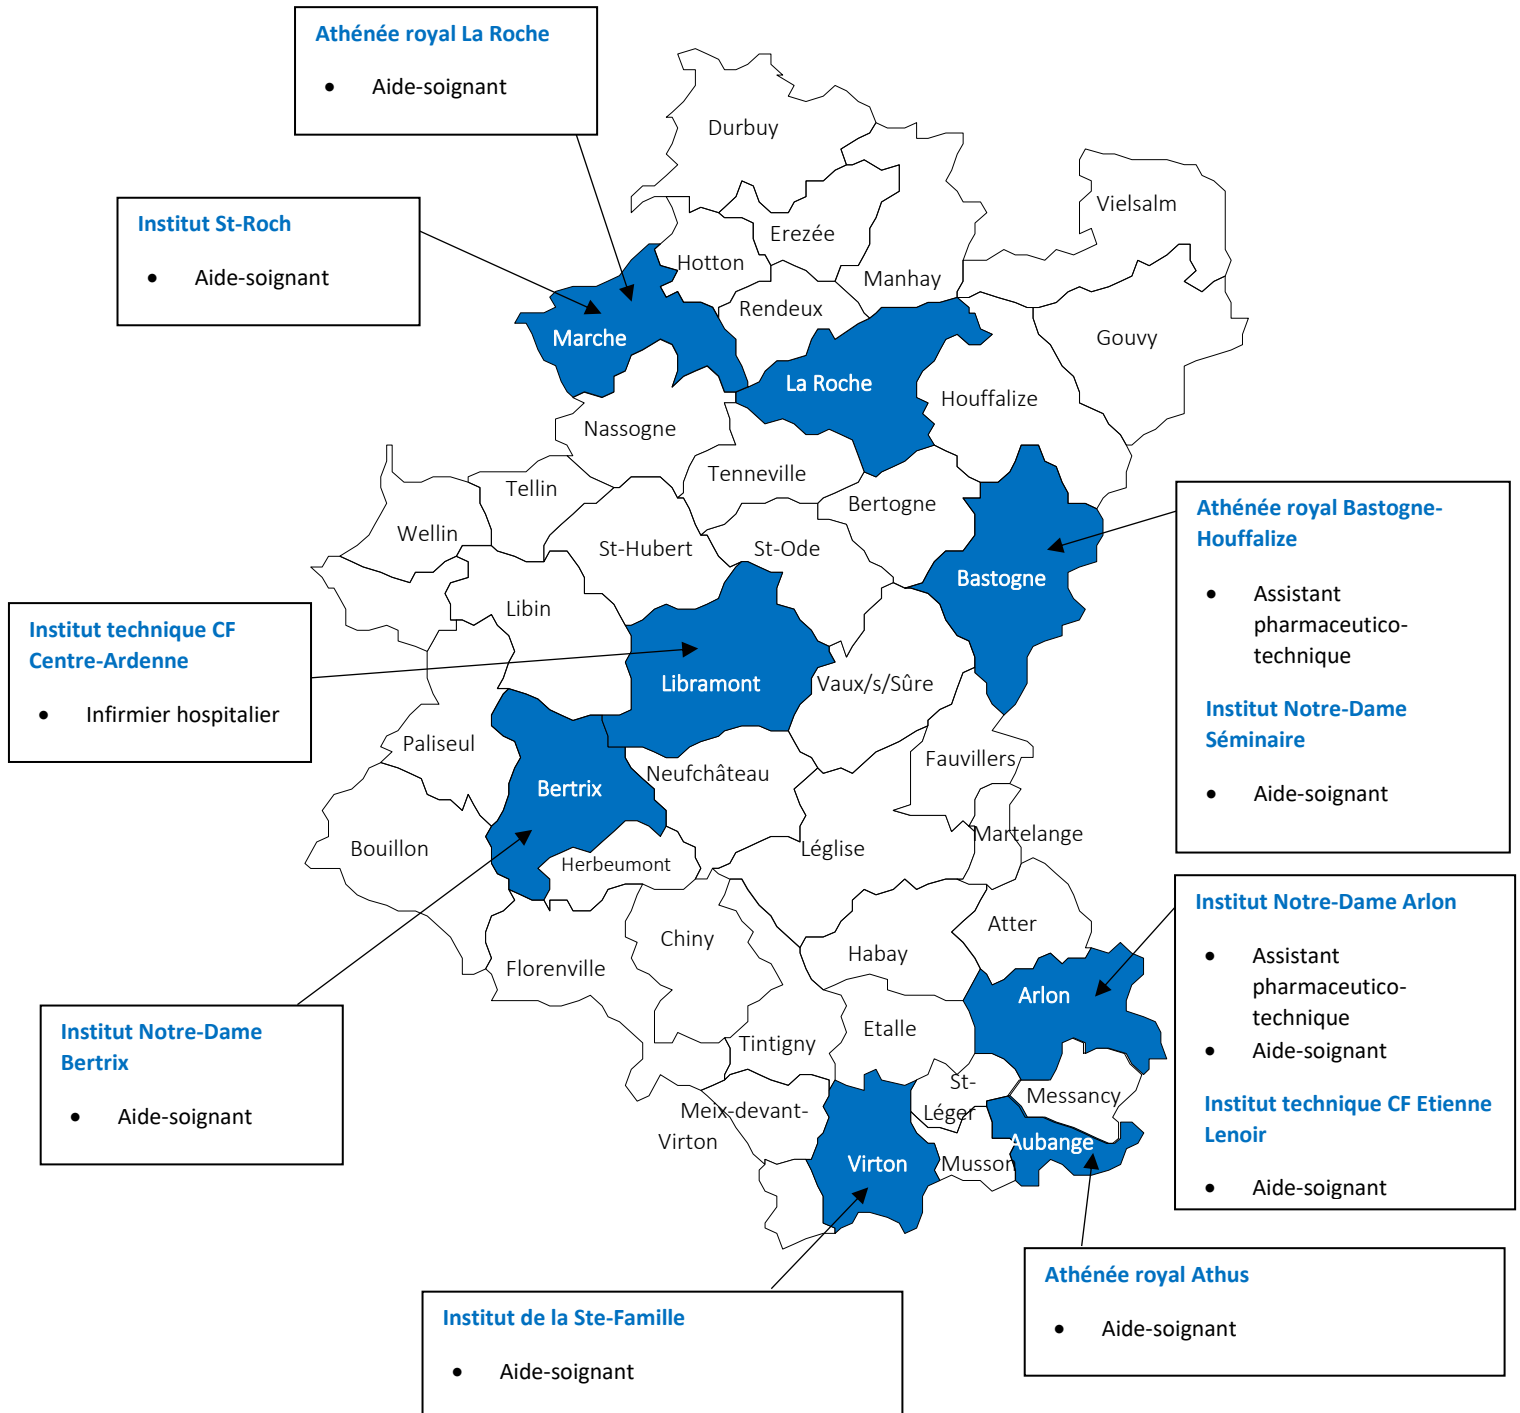 Athénée royal La Roche
• Aide-soignant
Institut St-Roch
• Aide-soignant
Durbuy
Vielsalm
Erezée
Hotton
Manhay
Rendeux
Marche
Gouvy
La Roche
Houffalize
Nassogne
Tenneville
Tellin
Bertogne
Wellin
St-Hubert
St-Ode
Bastogne
Libin
Athénée royal Bastogne-
Houffalize
• Assistant
pharmaceutico-
technique
Institut Notre-Dame
Séminaire
• Aide-soignant
Institut technique CF
Centre-Ardenne
• Infirmier hospitalier
Libramont
Vaux/s/Sûre
Paliseul
Fauvillers
Neufchâteau
Bertrix
Martelange
Bouillon
Léglise
Herbeumont
Atter
Chiny
Habay
Florenville
Arlon
Institut Notre-Dame Arlon
• Assistant
pharmaceutico-
technique
• Aide-soignant
Institut technique CF Etienne
Lenoir
• Aide-soignant
Institut Notre-Dame
Bertrix
• Aide-soignant
Etalle
Tintigny
St-
Léger
Messancy
Meix-devant-
Virton
Aubange
Virton
Musson
Athénée royal Athus
• Aide-soignant
Institut de la Ste-Famille
• Aide-soignant